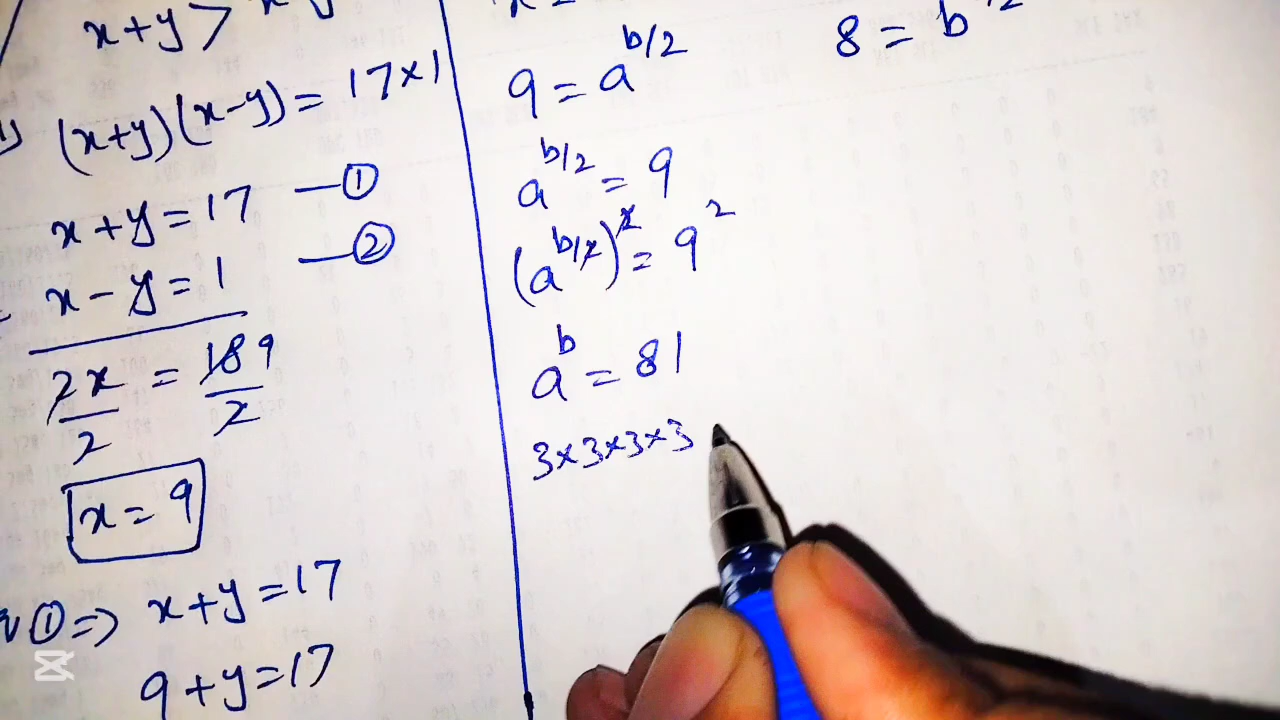 x+y >
(x+y)(x-y) = 17×1
x+y = 17 —①
x-y = 1 —②
2x/2 = 18 9/2
x = 9
① ⇒ x+y = 17
9+y = 17
9 = a^(b/2)
8 = b
a^(b/2) = 9
(a^(b/2))^2 = 9^2
a^b = 81
3×3×3×3